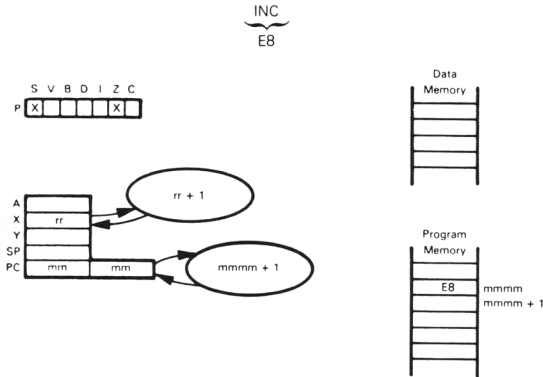 INC
E8
S V B D I Z C
P X X
Data
Memory
A
X rr
Y
SP
PC mm mm
rr + 1
mmmm + 1
Program
Memory
E8 mmmm
mmmm + 1